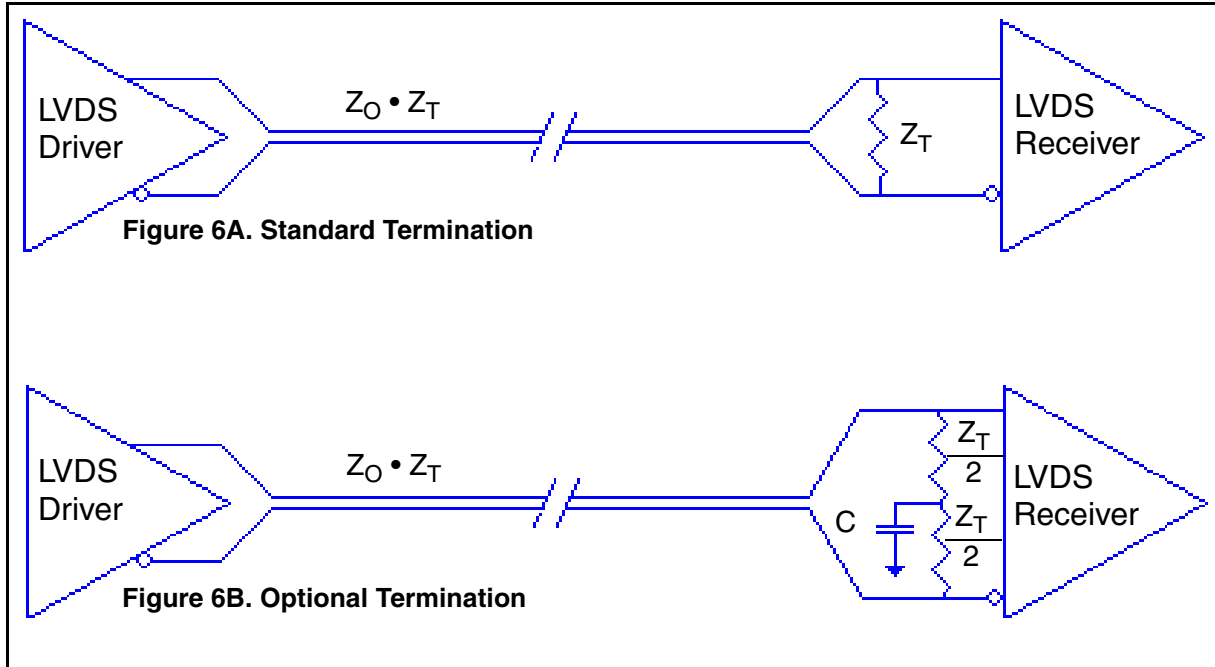 LVDS
Driver
Z_O • Z_T
Z_T
LVDS
Receiver
Figure 6A. Standard Termination
LVDS
Driver
Z_O • Z_T
C
Z_T
2
Z_T
2
LVDS
Receiver
Figure 6B. Optional Termination